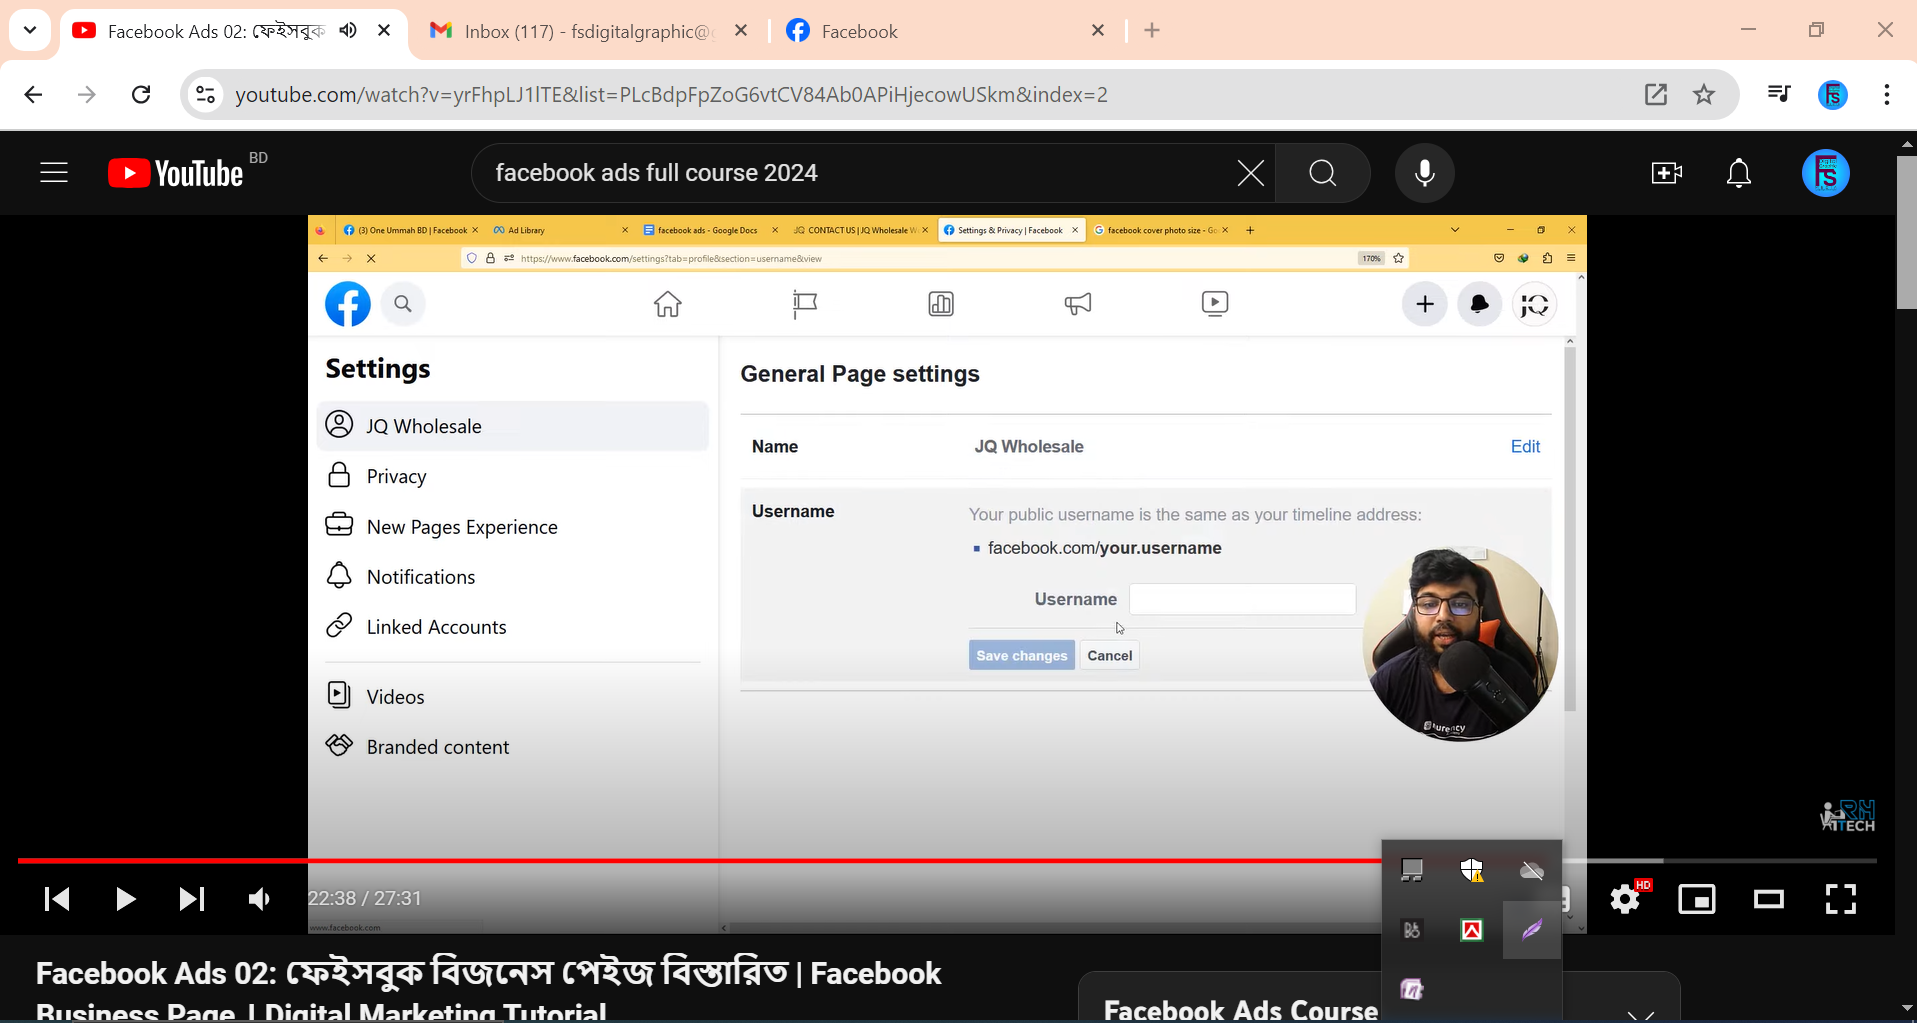 Facebook Ads 02: ফেইসবুক
Inbox (117) - fsdigitalgraphic@
Facebook
youtube.com/watch?v=yrFhpLJ1lTE&list=PLcBdpFpZoG6vtCV84Ab0APiHjecowUSkm&index=2
YouTube BD
facebook ads full course 2024
Fs
(3) One Ummah BD | Facebook
Ad Library
facebook ads - Google Docs
CONTACT US | JQ Wholesale W
Settings & Privacy | Facebook
facebook cover photo size - Go
https://www.facebook.com/settings?tab=profile&section=username&view
170%
JQ
Settings
JQ Wholesale
Privacy
New Pages Experience
Notifications
Linked Accounts
Videos
Branded content
General Page settings
Name JQ Wholesale Edit
Username Your public username is the same as your timeline address:
facebook.com/your.username
Username
Save changes Cancel
RH
TECH
22:38 / 27:31
HD
www.facebook.com
Facebook Ads 02: ফেইসবুক বিজনেস পেইজ বিস্তারিত | Facebook
Business Page | Digital Marketing Tutorial
Facebook Ads Course